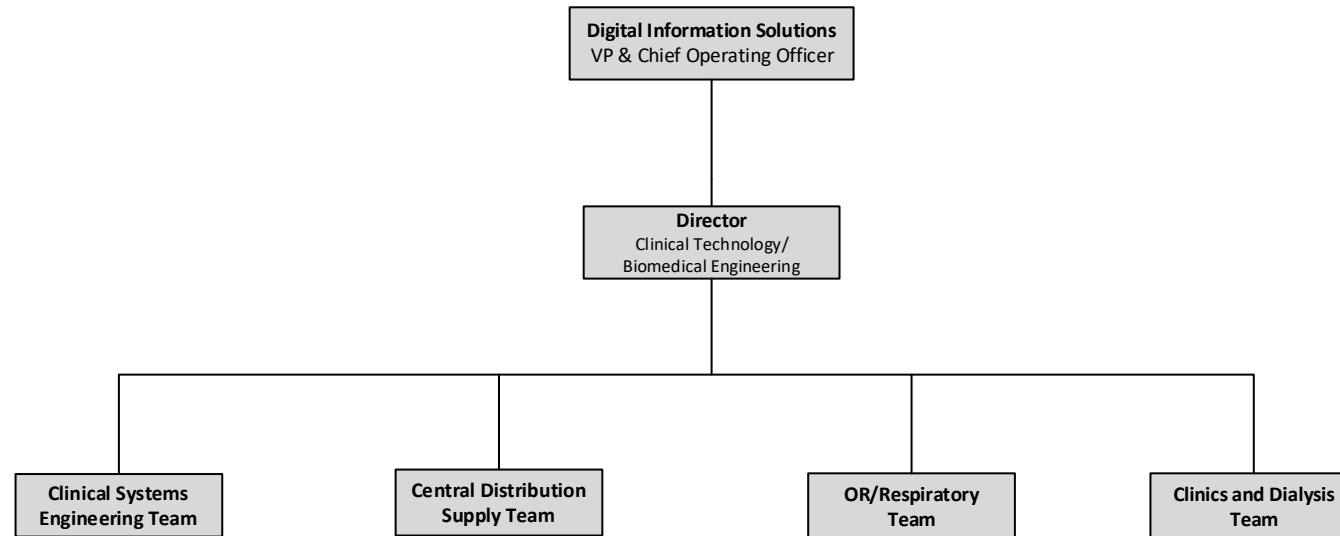 Digital Information Solutions
VP & Chief Operating Officer
Director
Clinical Technology/
Biomedical Engineering
Clinical Systems
Engineering Team
Central Distribution
Supply Team
OR/Respiratory
Team
Clinics and Dialysis
Team